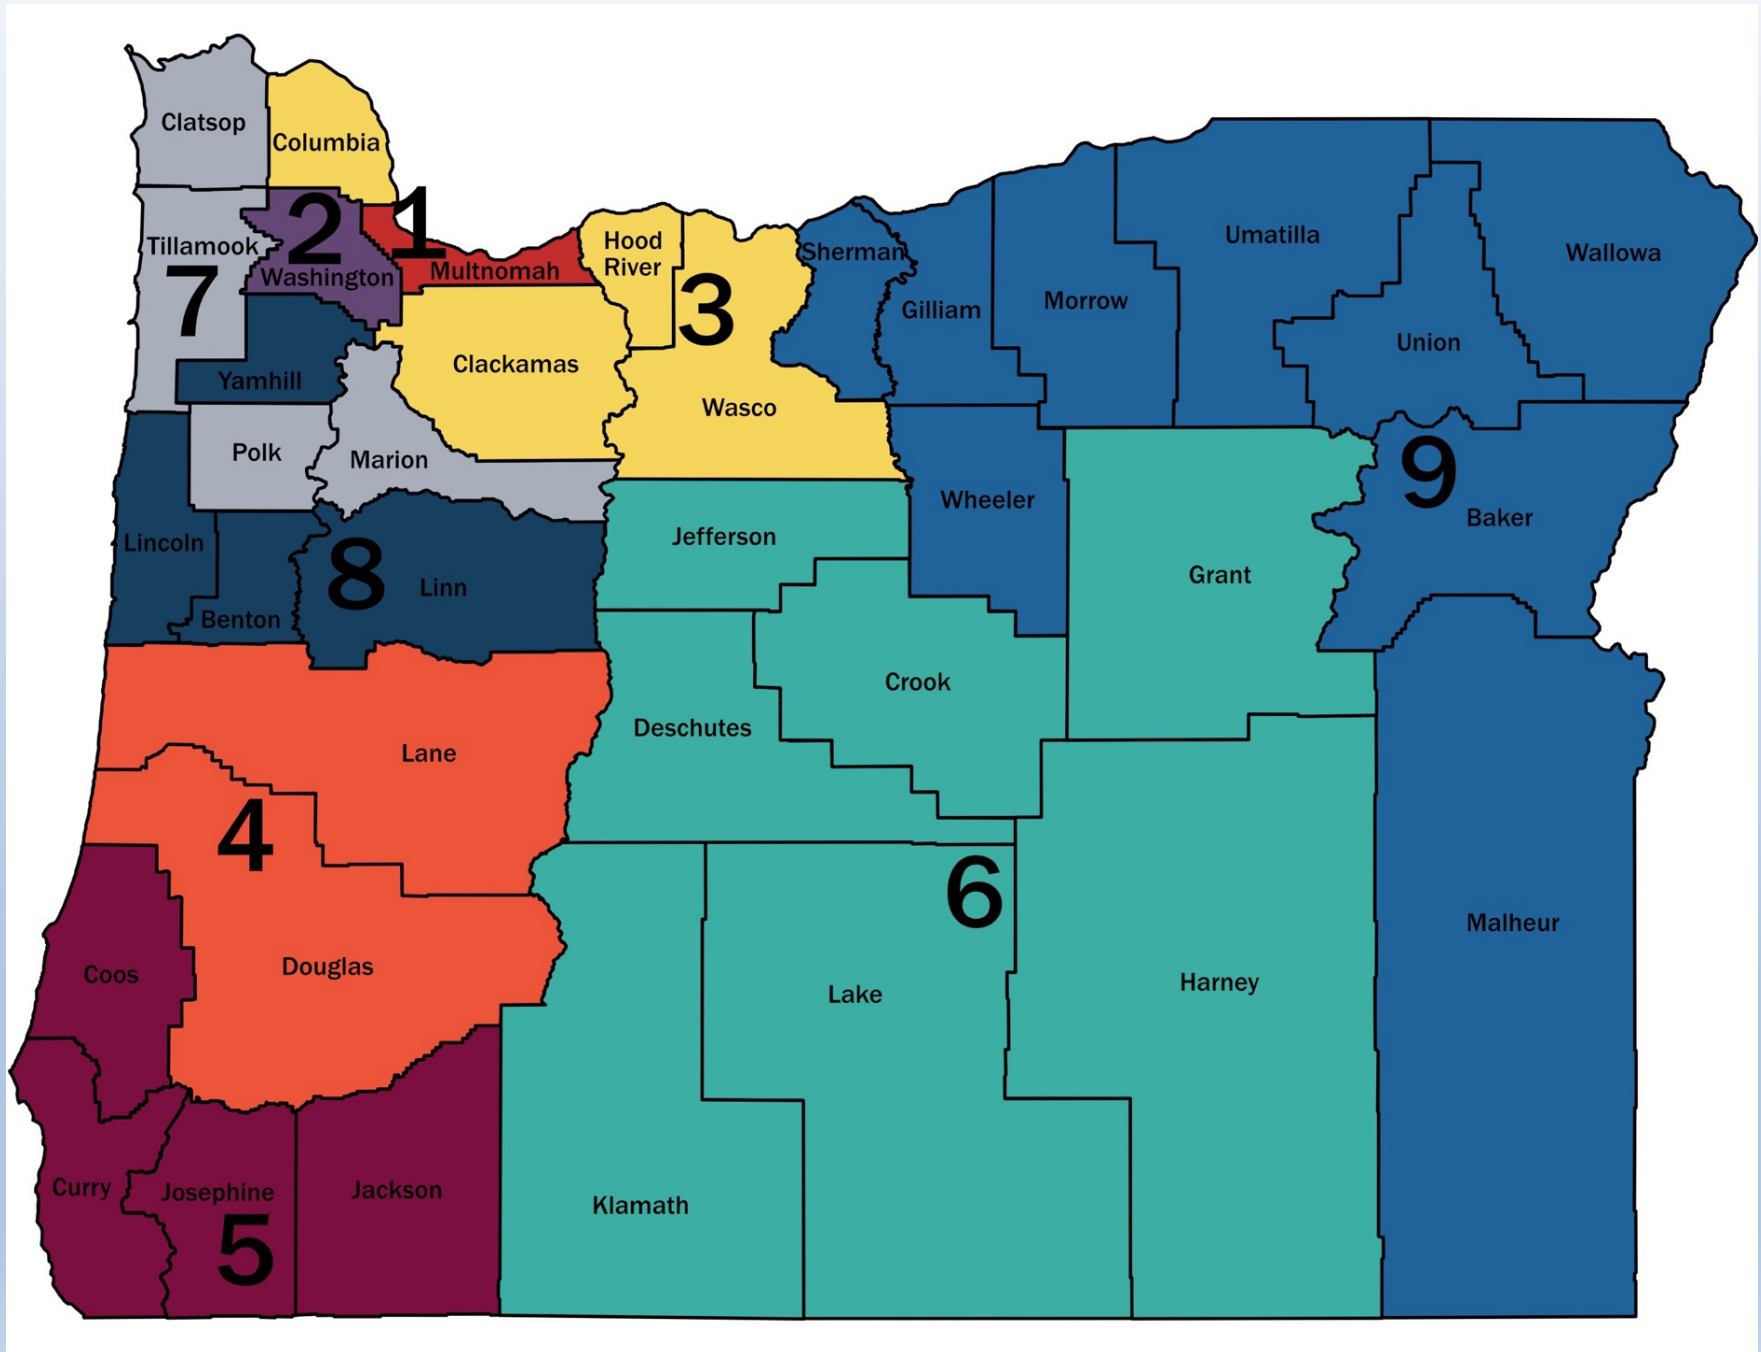 Clatsop
Columbia
1
2
Tillamook
Washington
7
Multnomah
Hood
River
3
Sherman
Gilliam
Morrow
Umatilla
Wallowa
Union
Clackamas
Wasco
Yamhill
Polk
Marion
9
Baker
Wheeler
Lincoln
Jefferson
8
Linn
Benton
Grant
Crook
Deschutes
Lane
4
6
Malheur
Coos
Douglas
Lake
Harney
Curry
Josephine
5
Jackson
Klamath